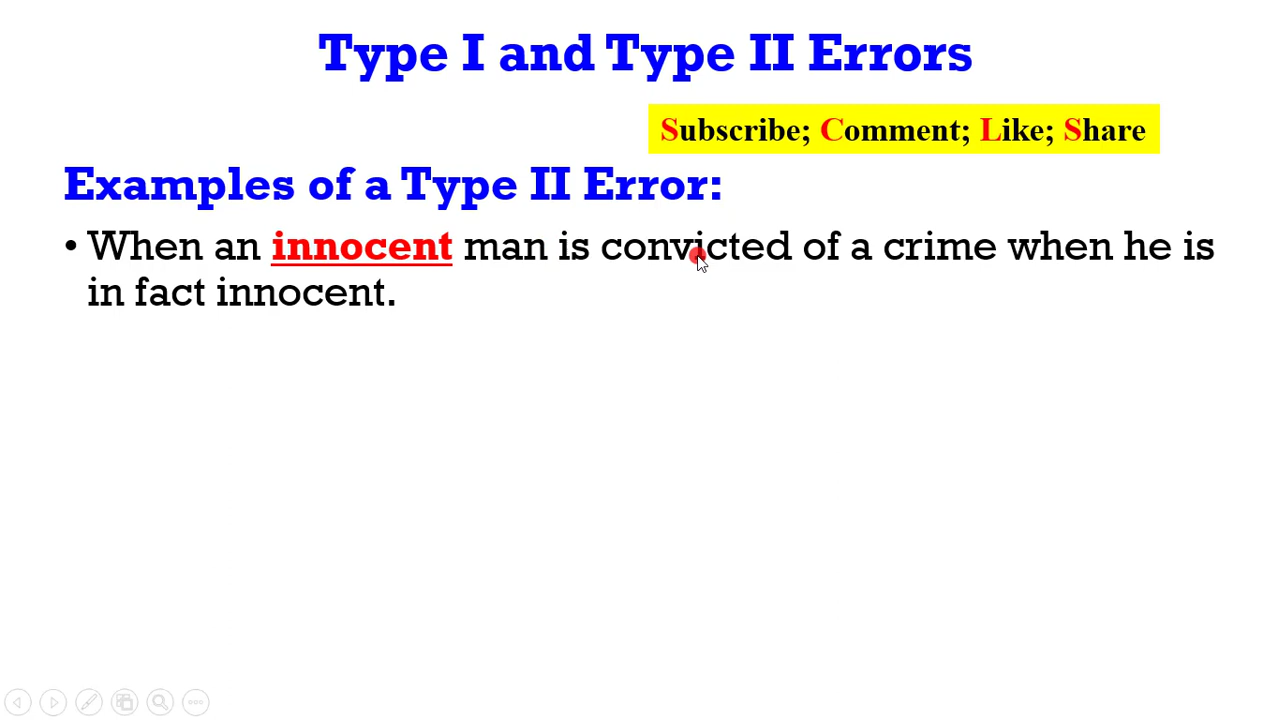 Type I and Type II Errors
Subscribe; Comment; Like; Share
Examples of a Type II Error:
• When an innocent man is convicted of a crime when he is
in fact innocent.